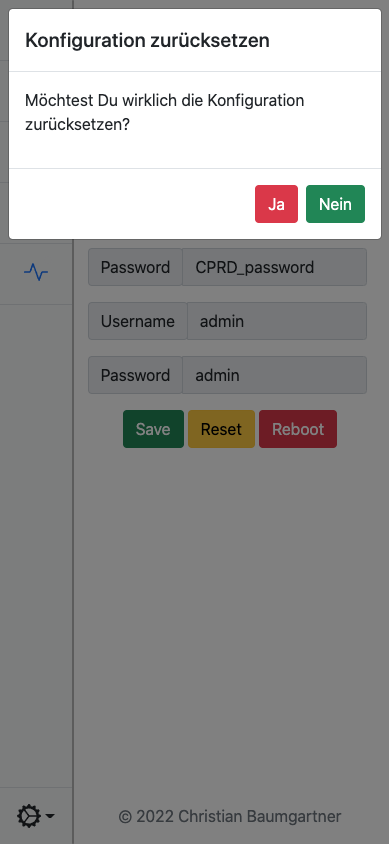 Konfiguration zurücksetzen
Möchtest Du wirklich die Konfiguration
zurücksetzen?
Ja Nein
Password CPRD_password
Username admin
Password admin
Save Reset Reboot
© 2022 Christian Baumgartner